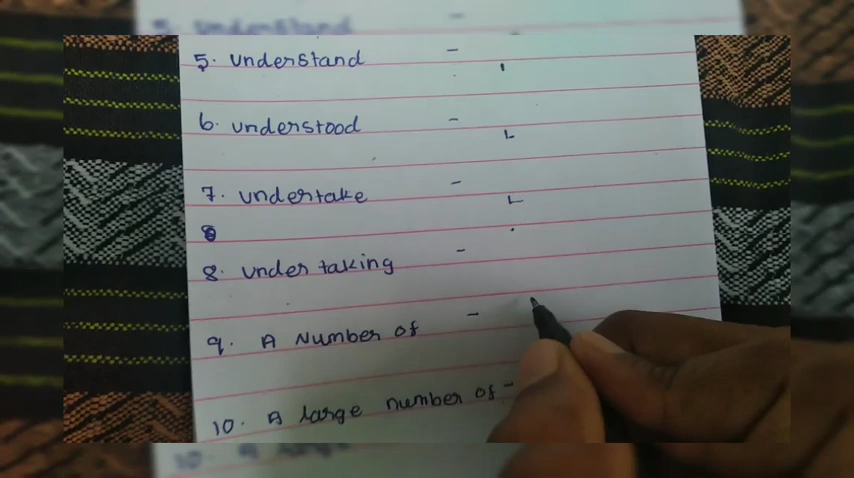 5. understand -
6. understood -
7. undertake -
8. under taking -
9. A Number of -
10. A large number of -